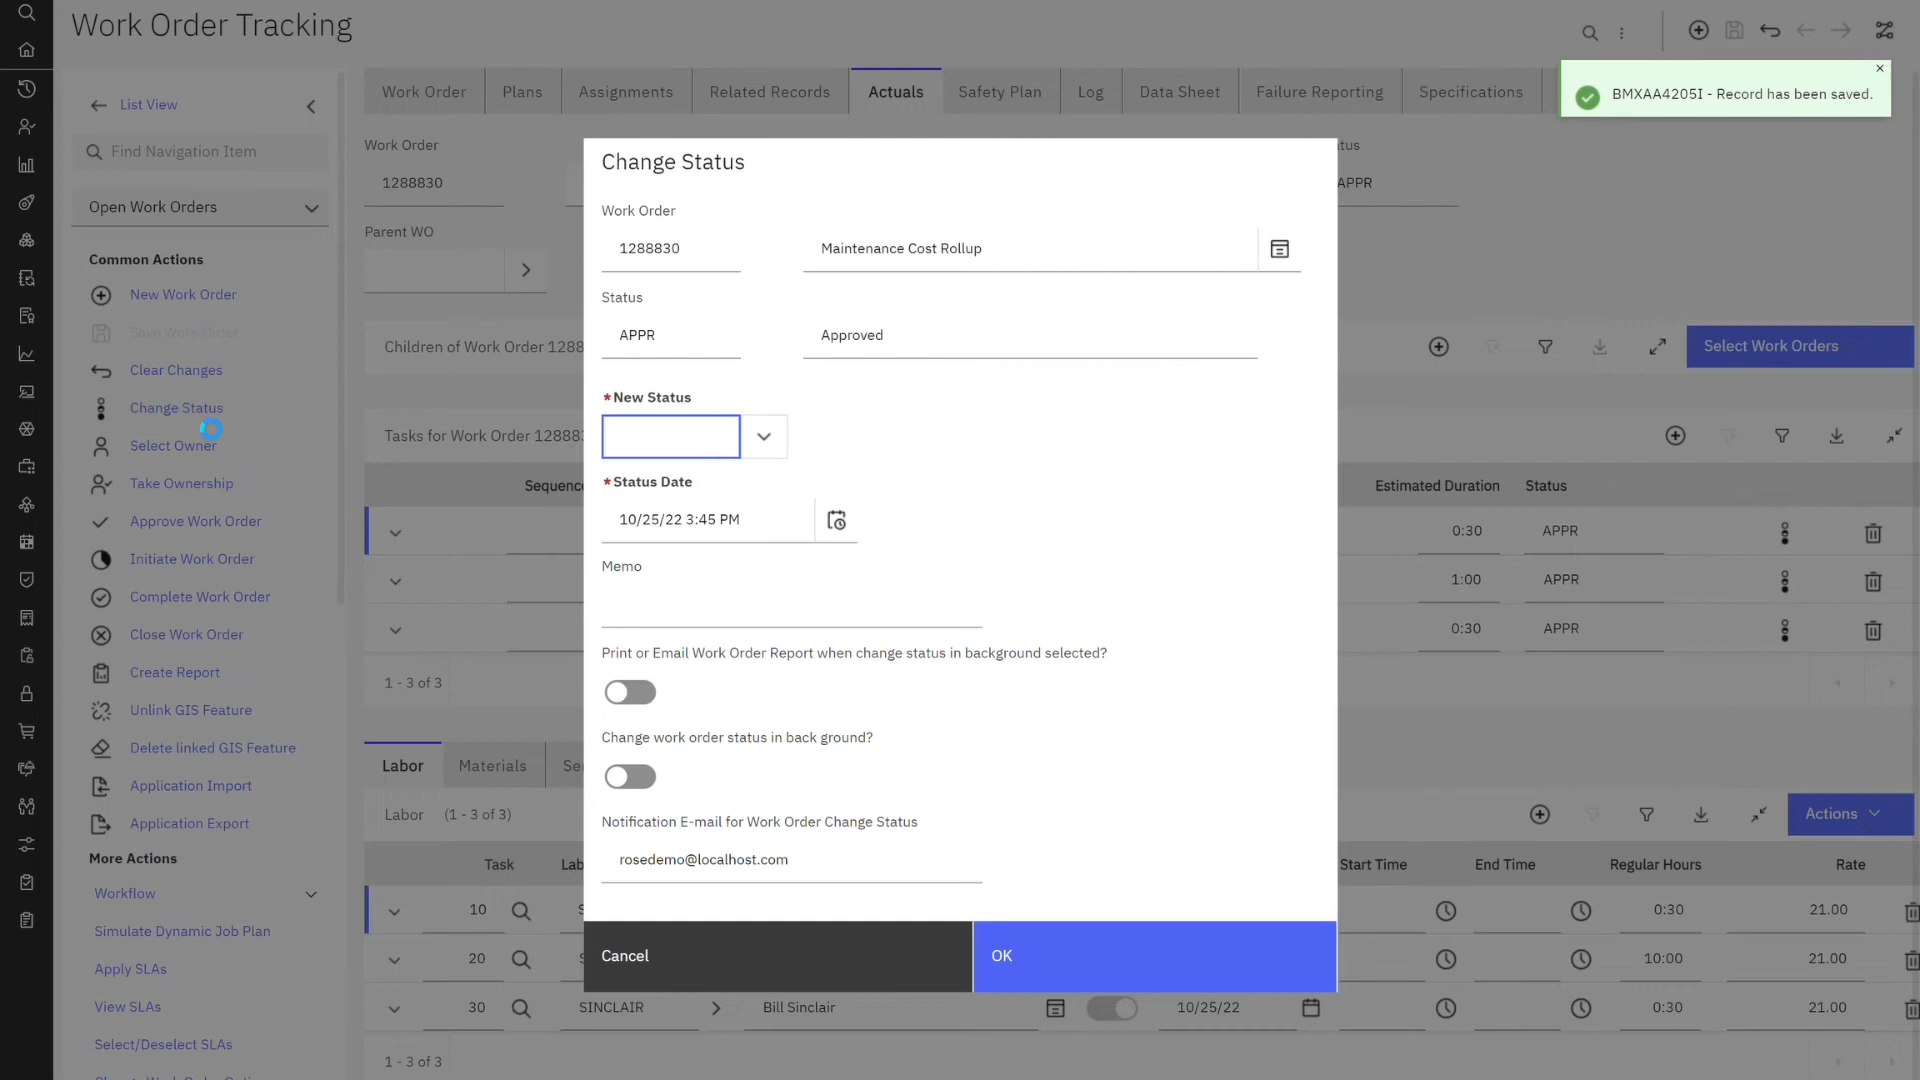 Work Order Tracking
BMXAA4205I - Record has been saved.
List View
Find Navigation Item
Open Work Orders
Common Actions
New Work Order
Save Work Order
Clear Changes
Change Status
Select Owner
Take Ownership
Approve Work Order
Initiate Work Order
Complete Work Order
Close Work Order
Create Report
Unlink GIS Feature
Delete linked GIS Feature
Application Import
Application Export
More Actions
Workflow
Simulate Dynamic Job Plan
Apply SLAs
View SLAs
Select/Deselect SLAs
Work Order Plans Assignments Related Records Actuals Safety Plan Log Data Sheet Failure Reporting Specifications
Work Order
1288830
APPR
Parent WO
Children of Work Order 1288
Select Work Orders
Tasks for Work Order 1288
Estimated Duration Status
0:30 APPR
1:00 APPR
0:30 APPR
1 - 3 of 3
Change Status
Work Order
1288830 Maintenance Cost Rollup
Status
APPR Approved
*New Status
*Status Date
10/25/22 3:45 PM
Memo
Print or Email Work Order Report when change status in background selected?
Change work order status in back ground?
Notification E-mail for Work Order Change Status
rosedemo@localhost.com
Cancel OK
Labor Materials
Labor (1 - 3 of 3) Actions
Task Start Time End Time Regular Hours Rate
10 0:30 21.00
20 10:00 21.00
30 SINCLAIR Bill Sinclair 10/25/22 0:30 21.00
1 - 3 of 3